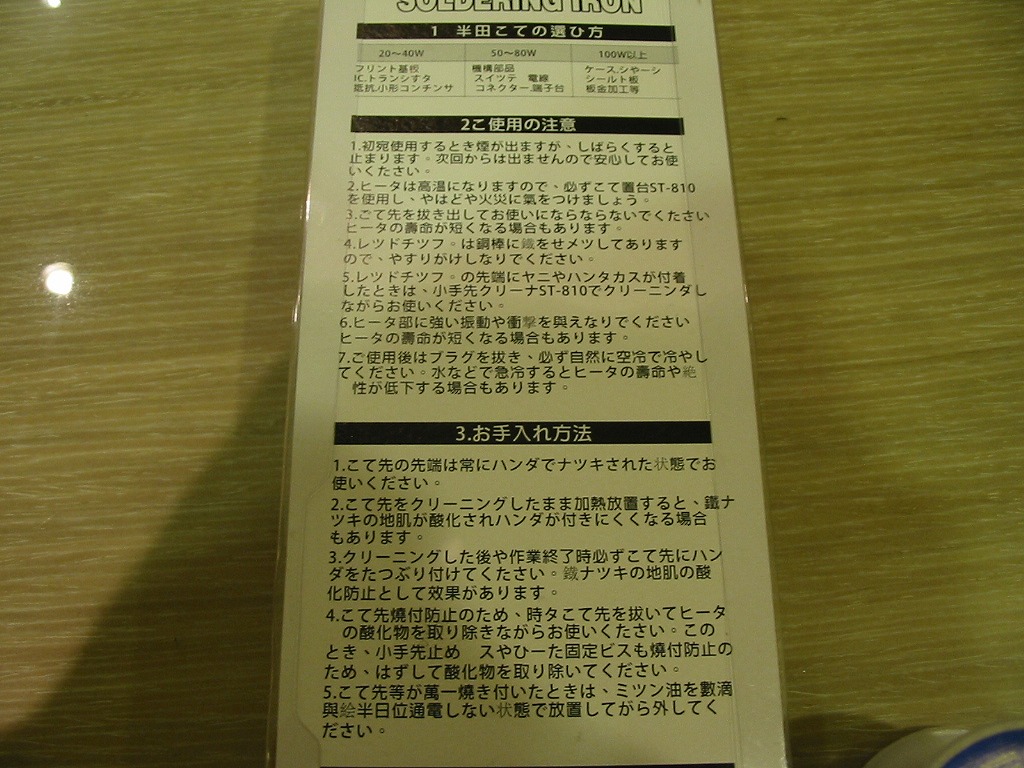 SOLDERING IRON
1 半田こての選ひ方
20～40W 50～80W 100W以上
フリント基板 機構部品 ケース.シやーシ
IC.トランシすタ スイツテ 電線 シールト板
抵抗.小形コンチンサ コネクター.端子台 板金加工等
2こ使用の注意
1.初宛使用するとき煙が出ますが、しばらくすると
止まります。次回からは出ませんので安心してお使
いください。
2.ヒータは高温になりますので、必ずこて置台ST-810
を使用し、やはどや火災に氣をつけましょう。
3.ごて先を拔き出してお使いにならならないでくたさい
ヒータの壽命が短くなる場合もあります。
4.レツドチツフ。は銅棒に鐵をせメツしてあります
ので、やすりがけしなりでください。
5.レツドチツフ。の先端にヤニやハンタカスが付着
したときは、小手先クリーナST-810でクリーニンダし
ながらお使いください。
6.ヒータ部に強い振動や衝撃を與えなりでください
ヒータの壽命が短くなる場合もあります。
7.ご使用後はプラグを抜き、必ず自然に空冷で冷やし
てください。水などで急冷するとヒータの壽命や絶
性が低下する場合もあります。
3.お手入れ方法
1.こて先の先端は常にハンダでナツキされた状態でお
使いください。
2.こて先をクリーニングしたまま加熱放置すると、鐵ナ
ツキの地肌が酸化されハンダが付きにくくなる場合
もあります。
3.クリーニングした後や作業終了時必ずこて先にハン
ダをたつぶり付けてくたさい。鐵ナツキの地肌の酸
化防止として效果があります。
4.こて先燒付防止のため、時タこて先を拔いてヒータ
の酸化物を取り除きながらお使いください。この
とき、小手先止め スやひーた固定ビスも燒付防止の
ため、はずして酸化物を取り除いてください。
5.こて先等が萬一燒き付いたときは、ミツン油を數滴
與絵半日位通電しない状態で放置してがら外してく
ださい。